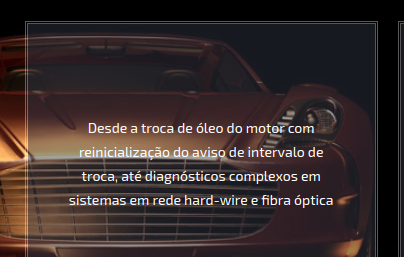 Desde a troca de óleo do motor com
reinicialização do aviso de intervalo de
troca, até diagnósticos complexos em
sistemas em rede hard-wire e fibra óptica